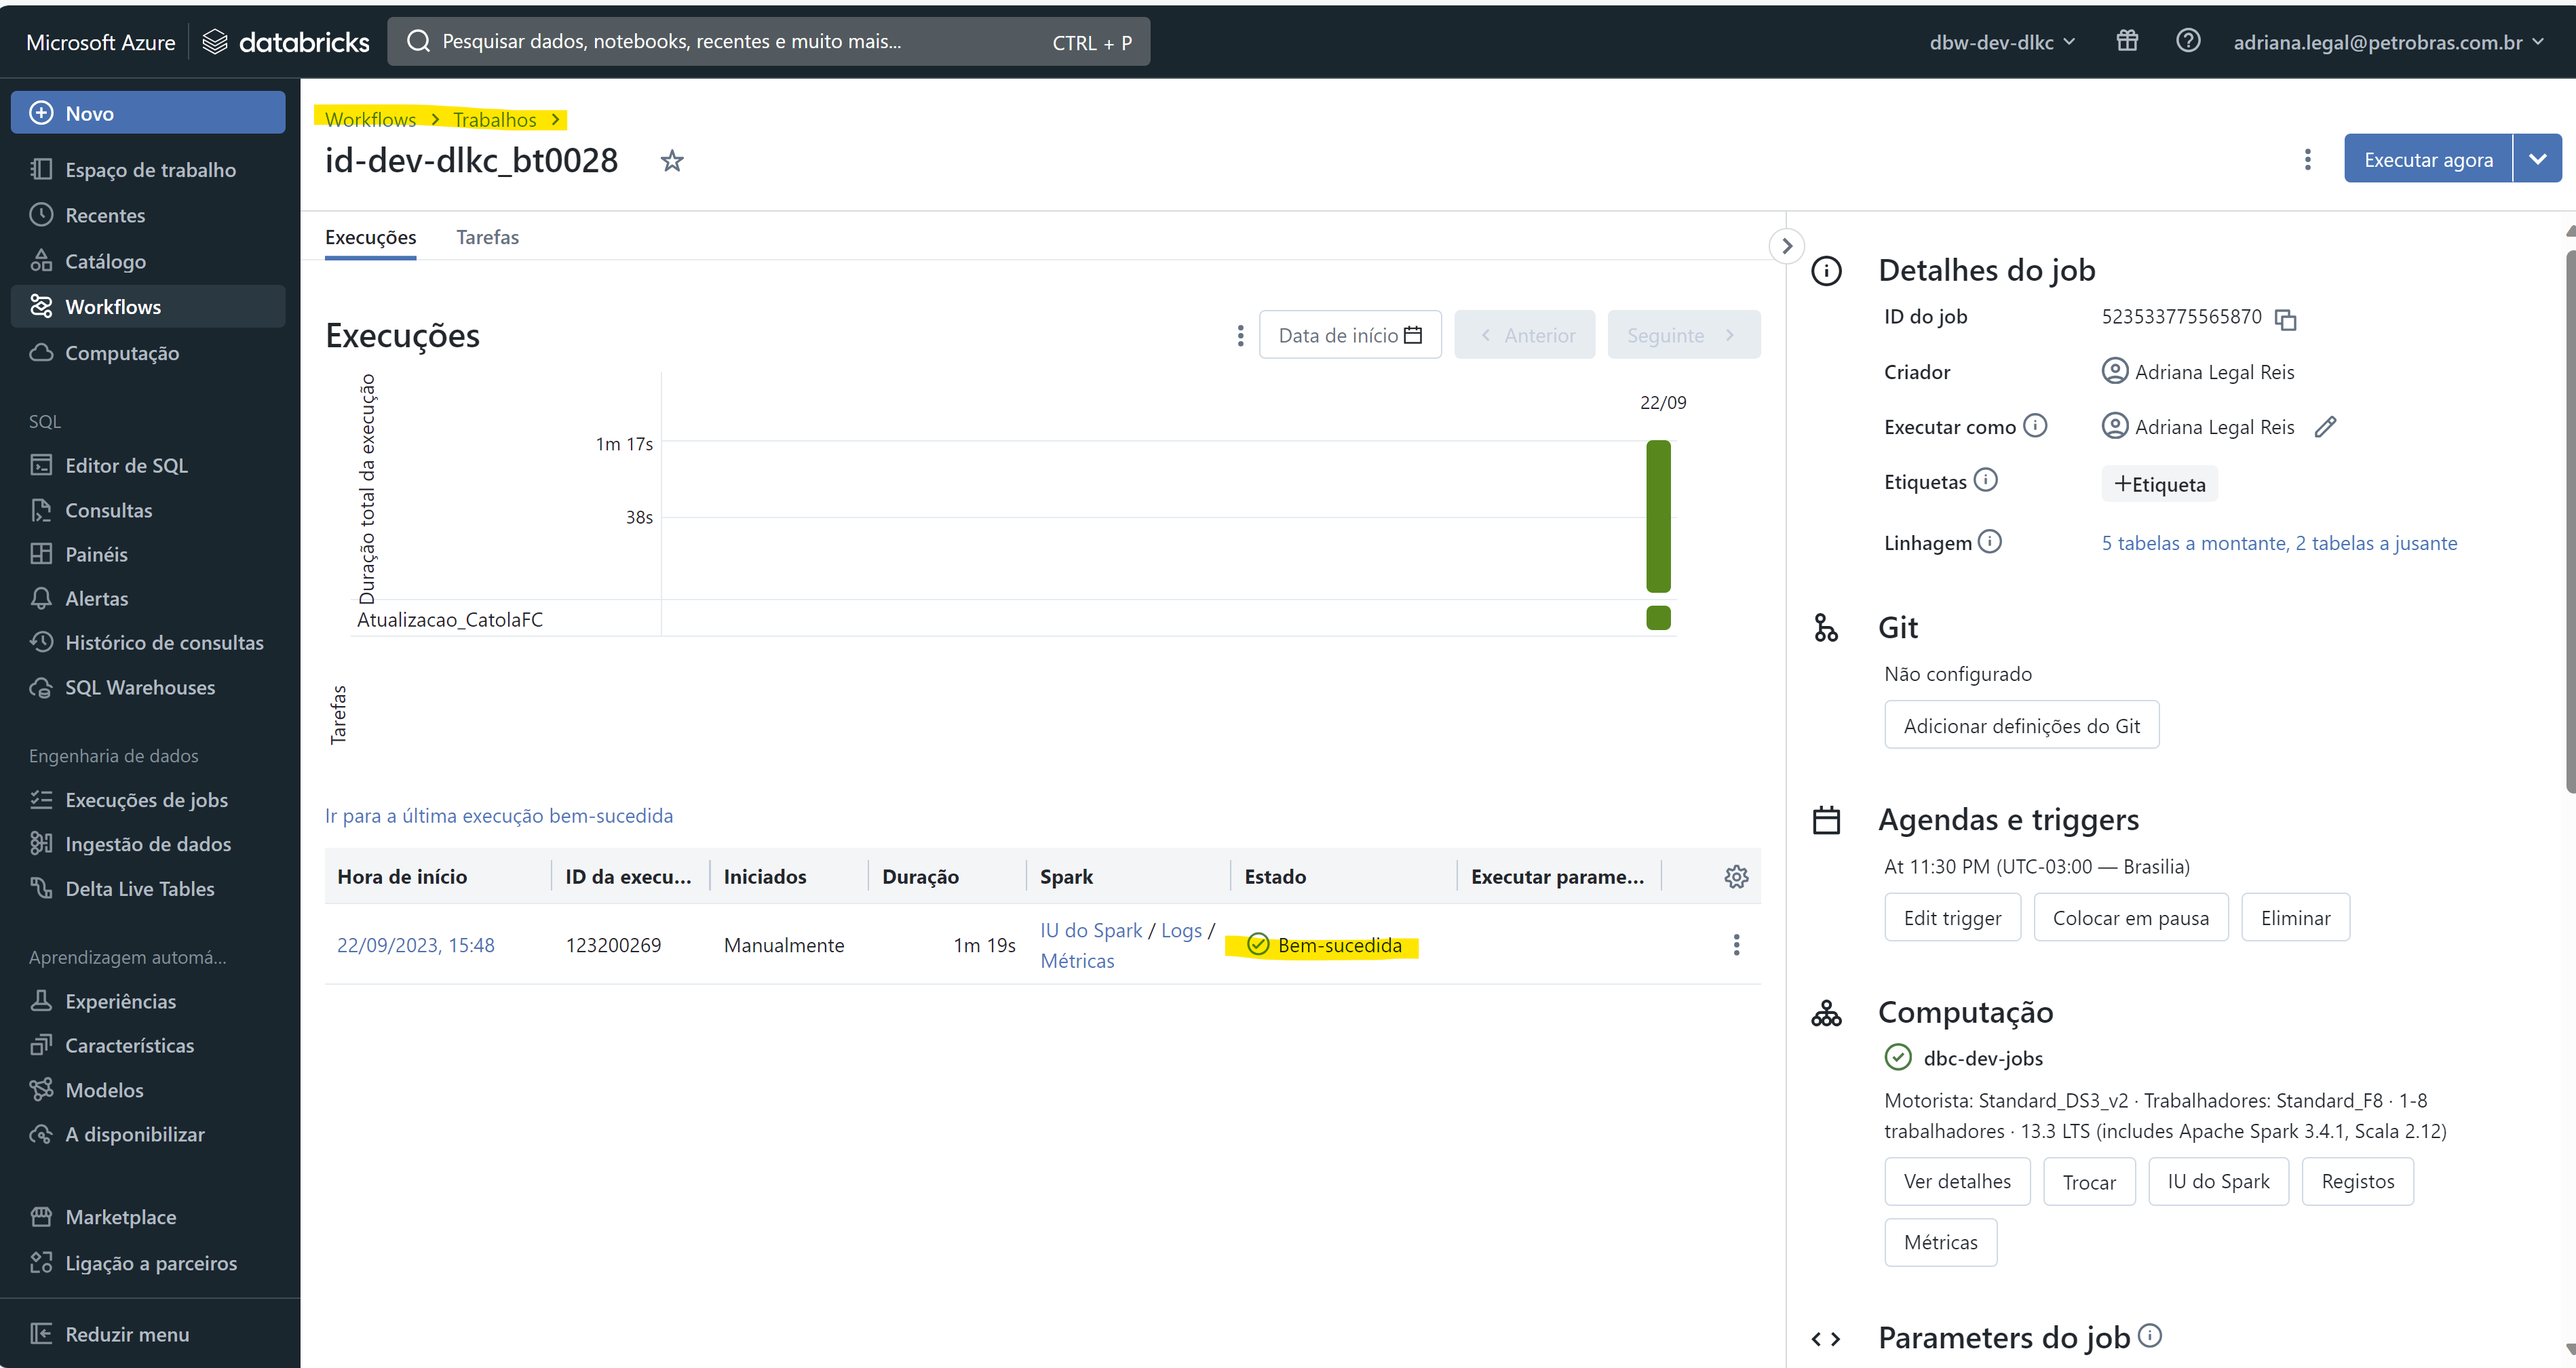 Microsoft Azure databricks Pesquisar dados, notebooks, recentes e muito mais... CTRL + P dbw-dev-dlkc adriana.legal@petrobras.com.br
Novo
Espaço de trabalho
Recentes
Catálogo
Workflows
Computação
SQL
Editor de SQL
Consultas
Painéis
Alertas
Histórico de consultas
SQL Warehouses
Engenharia de dados
Execuções de jobs
Ingestão de dados
Delta Live Tables
Aprendizagem automá...
Experiências
Características
Modelos
A disponibilizar
Marketplace
Ligação a parceiros
Reduzir menu
Workflows > Trabalhos >
id-dev-dlkc_bt0028
Executar agora
Execuções Tarefas
Execuções
Data de início Anterior Seguinte
Duração total da execução
22/09
1m 17s
38s
Atualizacao_CatolaFC
Tarefas
Ir para a última execução bem-sucedida
Hora de início ID da execu... Iniciados Duração Spark Estado Executar parame...
22/09/2023, 15:48 123200269 Manualmente 1m 19s IU do Spark / Logs / Métricas Bem-sucedida
Detalhes do job
ID do job 523533775565870
Criador Adriana Legal Reis
Executar como Adriana Legal Reis
Etiquetas +Etiqueta
Linhagem 5 tabelas a montante, 2 tabelas a jusante
Git
Não configurado
Adicionar definições do Git
Agendas e triggers
At 11:30 PM (UTC-03:00 — Brasilia)
Edit trigger Colocar em pausa Eliminar
Computação
dbc-dev-jobs
Motorista: Standard_DS3_v2 · Trabalhadores: Standard_F8 · 1-8
trabalhadores · 13.3 LTS (includes Apache Spark 3.4.1, Scala 2.12)
Ver detalhes Trocar IU do Spark Registos
Métricas
Parameters do job